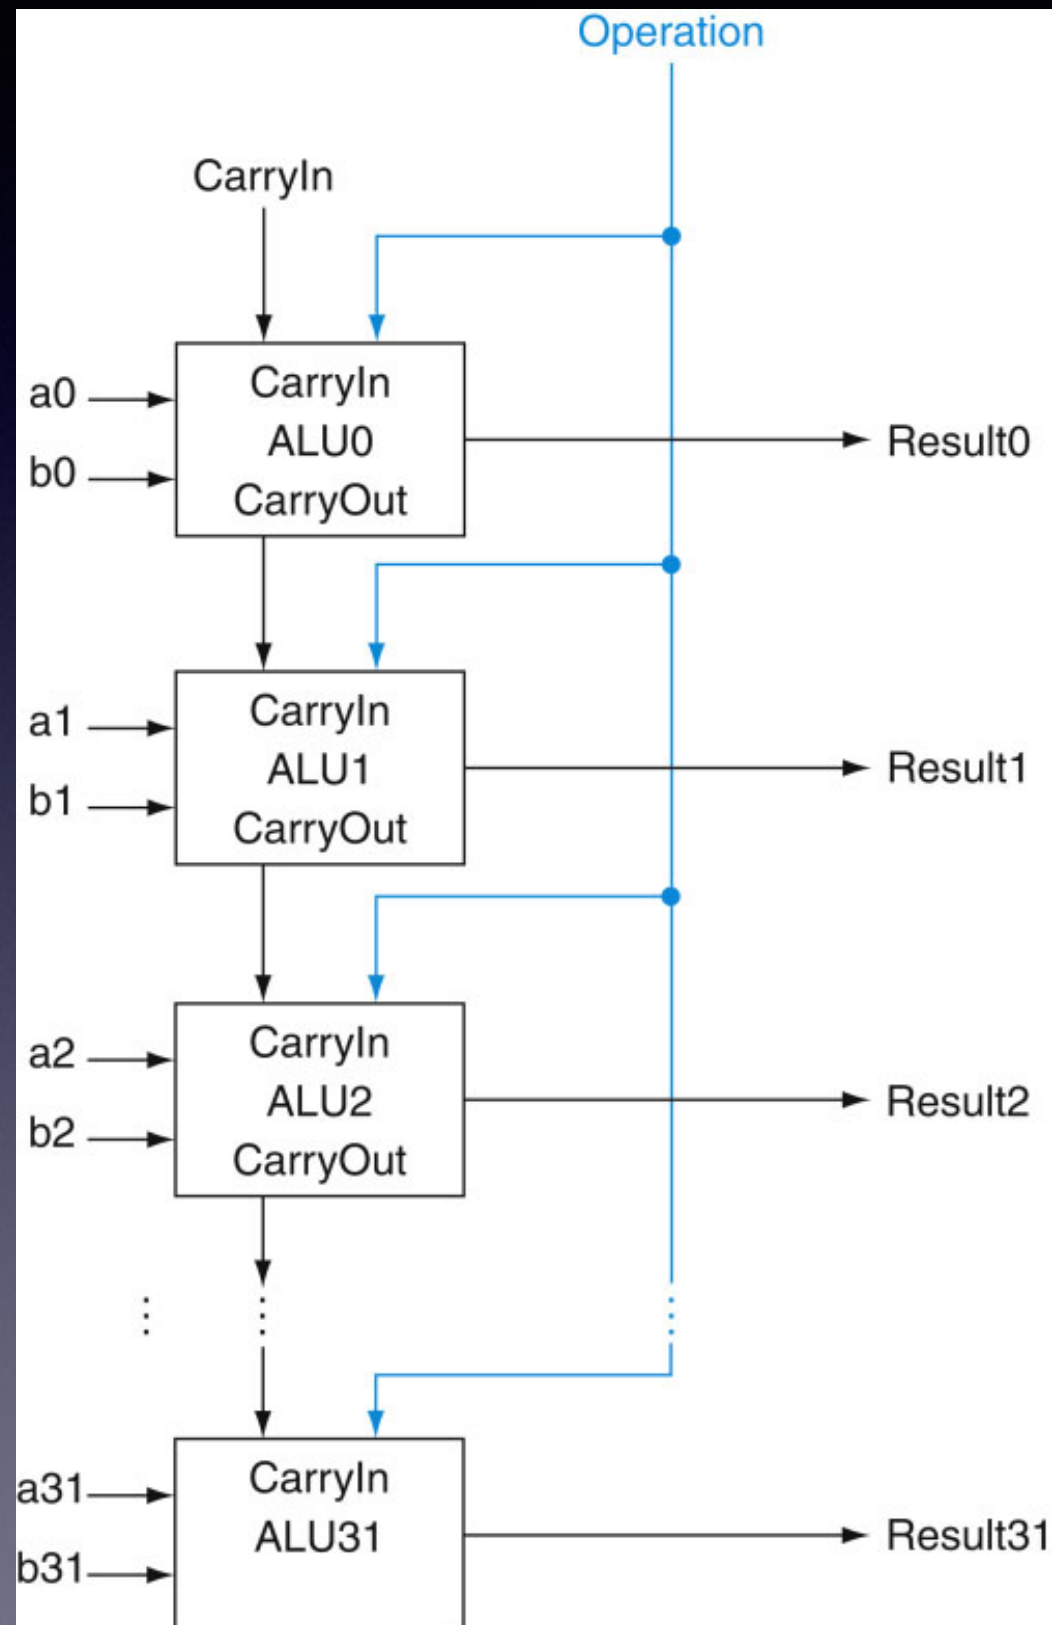 Operation
CarryIn
a0
b0
CarryIn
ALU0
CarryOut
Result0
a1
b1
CarryIn
ALU1
CarryOut
Result1
a2
b2
CarryIn
ALU2
CarryOut
Result2
a31
b31
CarryIn
ALU31
Result31